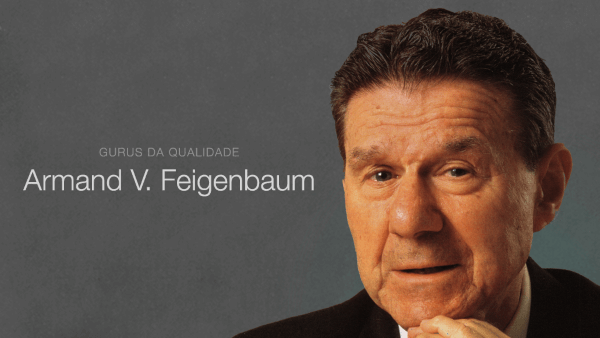 GURUS DA QUALIDADE
Armand V. Feigenbaum